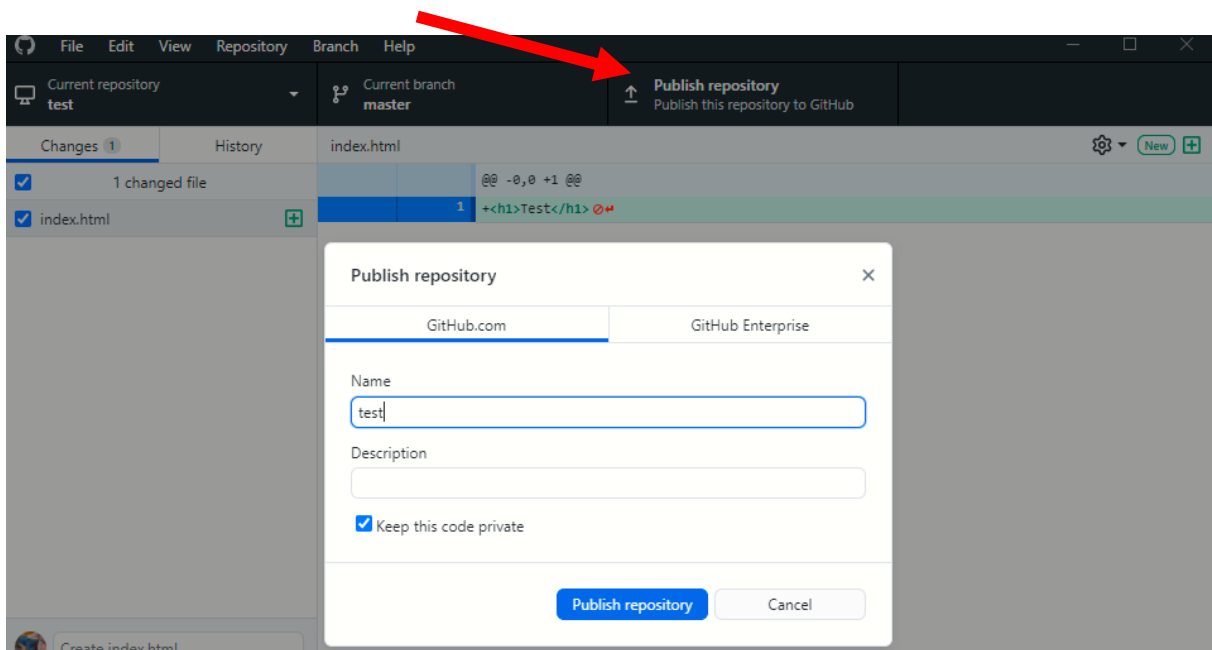 File Edit View Repository Branch Help
Current repository
test
Current branch
master
Publish repository
Publish this repository to GitHub
Changes 1 History
index.html
New
1 changed file
@@ -0,0 +1 @@
index.html
1 +<h1>Test</h1>
Publish repository
GitHub.com GitHub Enterprise
Name
test
Description
Keep this code private
Publish repository Cancel
Create index.html